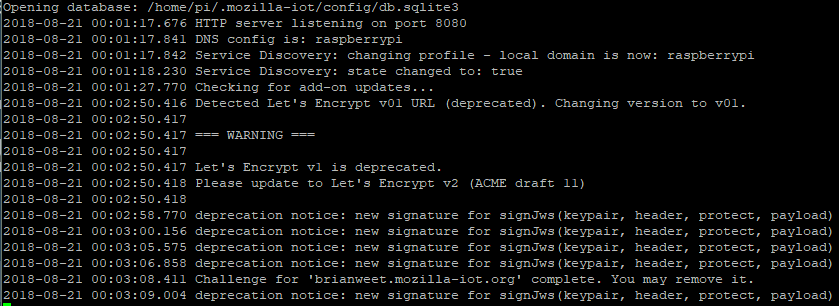 Opening database: /home/pi/.mozilla-iot/config/db.sqlite3
2018-08-21 00:01:17.676 HTTP server listening on port 8080
2018-08-21 00:01:17.841 DNS config is: raspberrypi
2018-08-21 00:01:17.842 Service Discovery: changing profile - local domain is now: raspberrypi
2018-08-21 00:01:18.230 Service Discovery: state changed to: true
2018-08-21 00:01:27.770 Checking for add-on updates...
2018-08-21 00:02:50.416 Detected Let's Encrypt v01 URL (deprecated). Changing version to v01.
2018-08-21 00:02:50.417
2018-08-21 00:02:50.417 === WARNING ===
2018-08-21 00:02:50.417
2018-08-21 00:02:50.417 Let's Encrypt v1 is deprecated.
2018-08-21 00:02:50.418 Please update to Let's Encrypt v2 (ACME draft 11)
2018-08-21 00:02:50.418
2018-08-21 00:02:58.770 deprecation notice: new signature for signJws(keypair, header, protect, payload)
2018-08-21 00:03:00.156 deprecation notice: new signature for signJws(keypair, header, protect, payload)
2018-08-21 00:03:05.575 deprecation notice: new signature for signJws(keypair, header, protect, payload)
2018-08-21 00:03:06.858 deprecation notice: new signature for signJws(keypair, header, protect, payload)
2018-08-21 00:03:08.411 Challenge for 'brianweet.mozilla-iot.org' complete. You may remove it.
2018-08-21 00:03:09.004 deprecation notice: new signature for signJws(keypair, header, protect, payload)